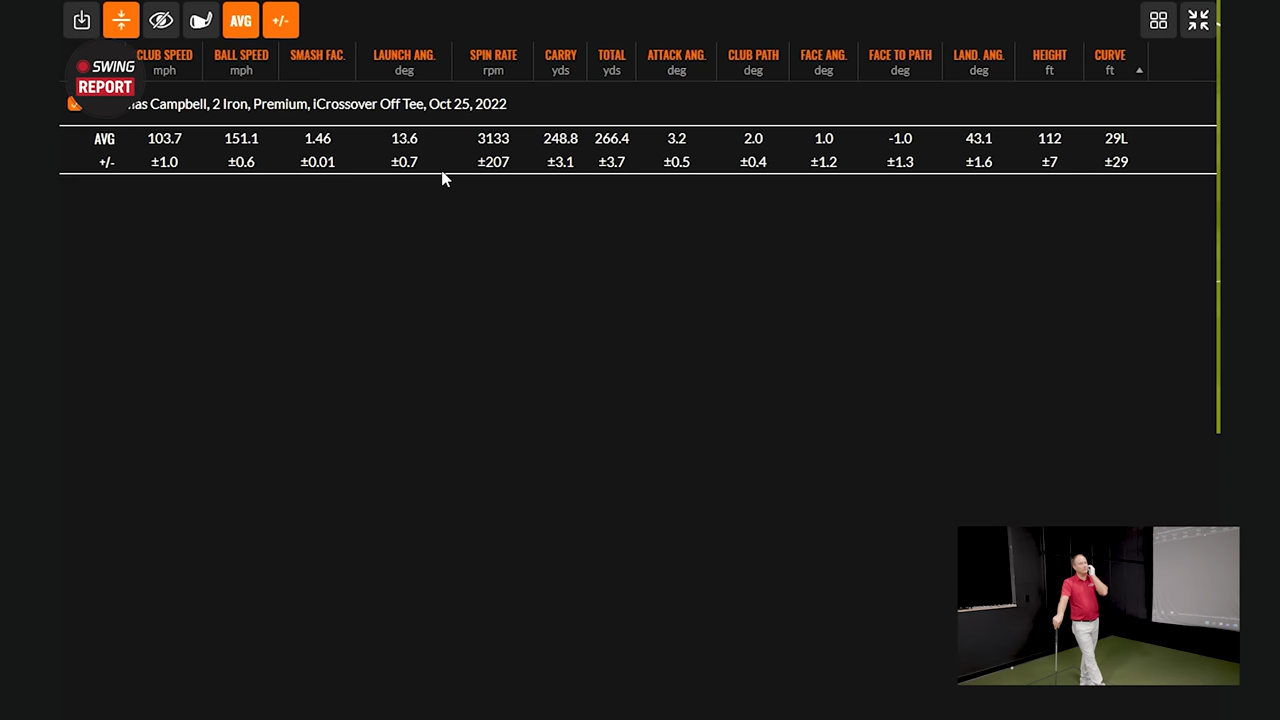 AVG +/-
CLUB SPEED BALL SPEED SMASH FAC. LAUNCH ANG. SPIN RATE CARRY TOTAL ATTACK ANG. CLUB PATH FACE ANG. FACE TO PATH LAND. ANG. HEIGHT CURVE
mph mph deg rpm yds yds deg deg deg deg deg ft ft
SWING
REPORT
Campbell, 2 Iron, Premium, iCrossover Off Tee, Oct 25, 2022
AVG 103.7 151.1 1.46 13.6 3133 248.8 266.4 3.2 2.0 1.0 -1.0 43.1 112 29L
+/- ±1.0 ±0.6 ±0.01 ±0.7 ±207 ±3.1 ±3.7 ±0.5 ±0.4 ±1.2 ±1.3 ±1.6 ±7 ±29